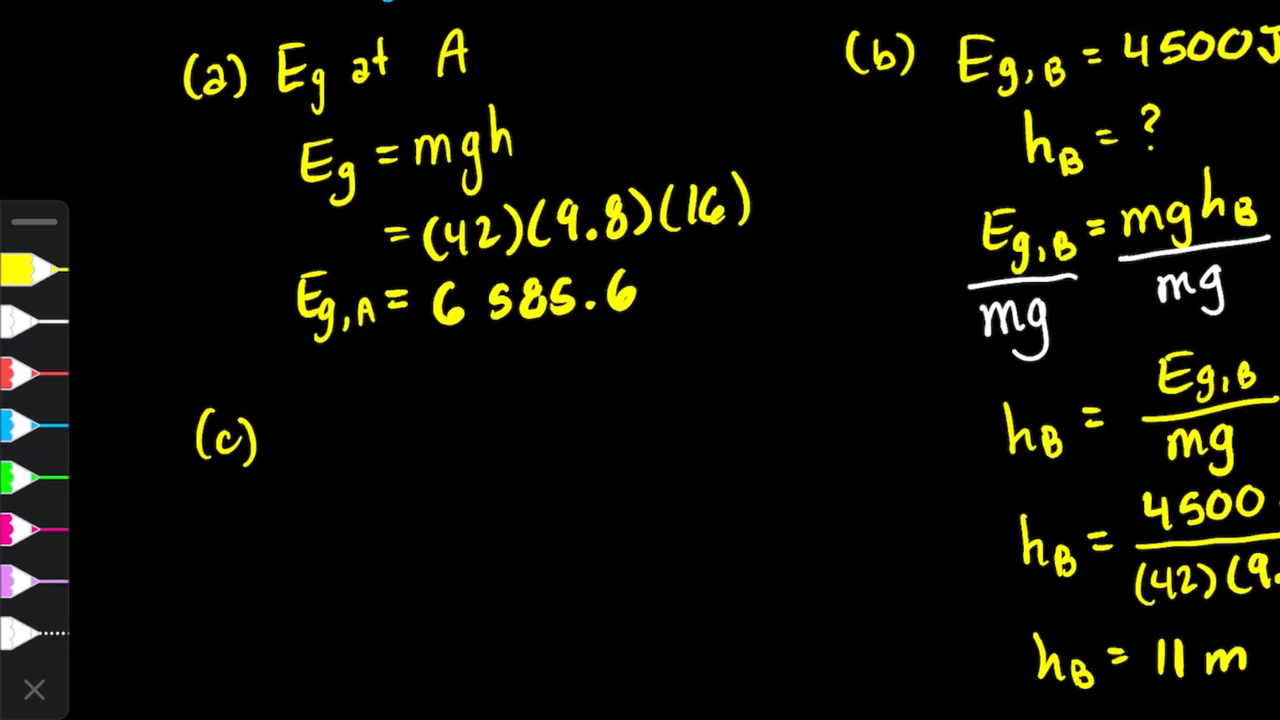 (a) Eg at A
Eg = mgh
= (42)(9.8)(16)
Eg,A = 6 585.6
(c)
(b) Eg,B = 4500J
hB = ?
Eg,B = mghB
mg mg
hB = Eg,B
mg
hB = 4500
(42)(9.
hB = 11 m